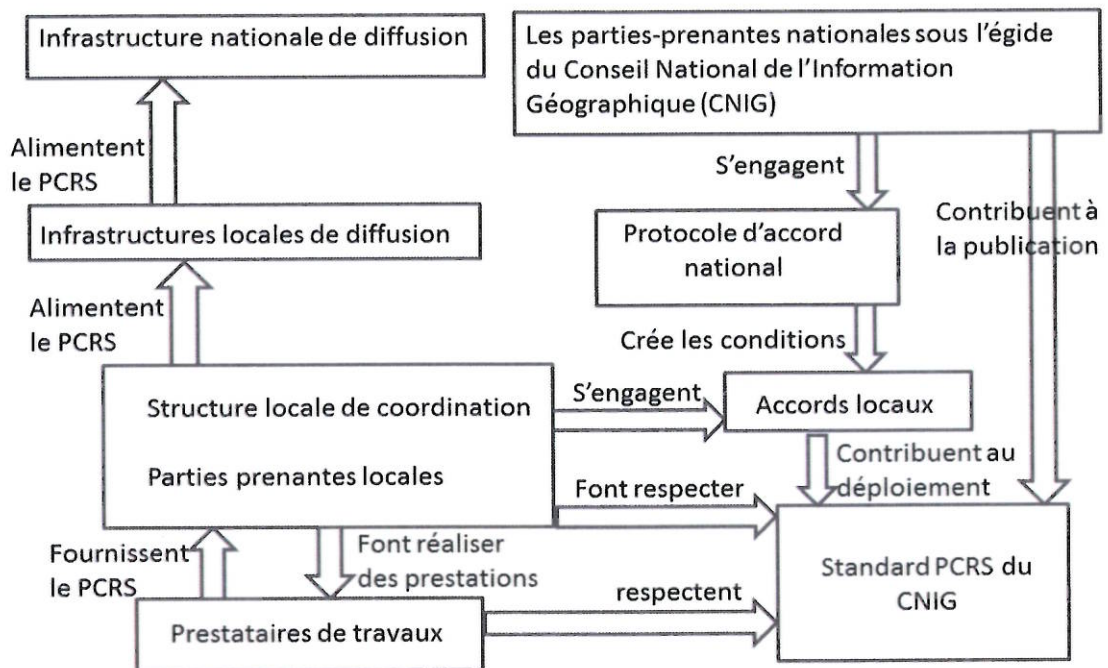 Infrastructure nationale de diffusion
Les parties-prenantes nationales sous l'égide
du Conseil National de l'Information
Géographique (CNIG)
Alimentent
le PCRS
S'engagent
Contribuent à
la publication
Infrastructures locales de diffusion
Protocole d'accord
national
Alimentent
le PCRS
Crée les conditions
Structure locale de coordination
Parties prenantes locales
S'engagent
Accords locaux
Contribuent au
déploiement
Font respecter
Fournissent
le PCRS
Font réaliser
des prestations
Standard PCRS du
CNIG
respectent
Prestataires de travaux